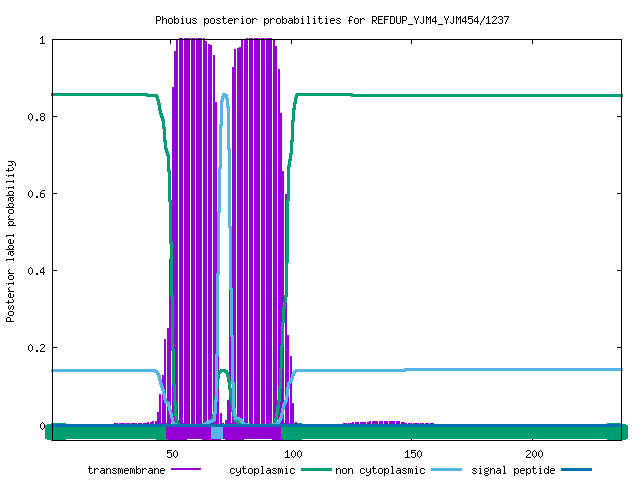 Phobius posterior probabilities for REFDUP_YJM4_YJM454/1237
Posterior label probability
1
0.8
0.6
0.4
0.2
0
50 100 150 200
transmembrane cytoplasmic non cytoplasmic signal peptide